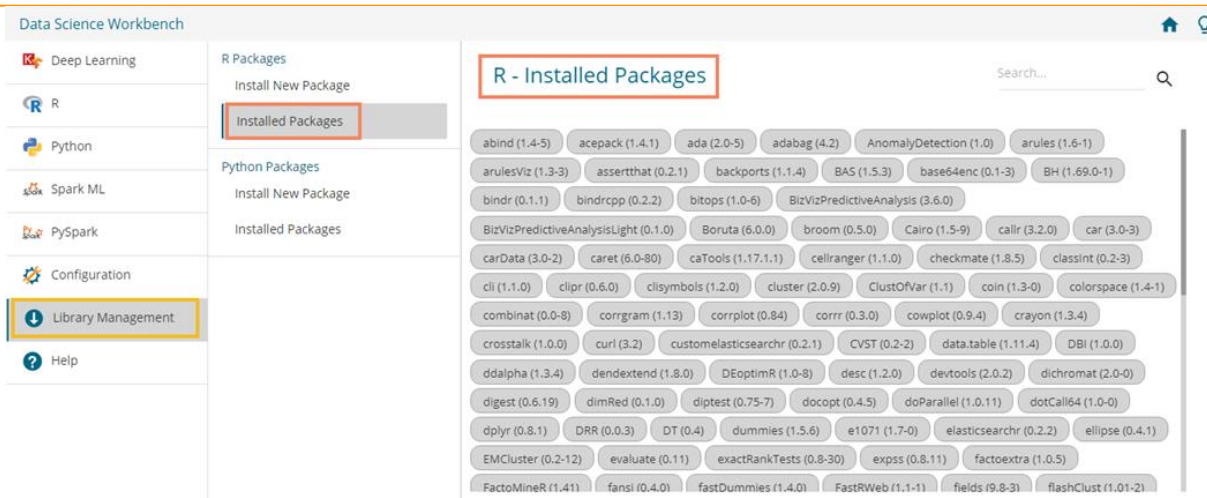 Data Science Workbench
Deep Learning
R
Python
Spark ML
PySpark
Configuration
Library Management
Help
R Packages
Install New Package
Installed Packages
Python Packages
Install New Package
Installed Packages
R - Installed Packages
Search...
abind (1.4-5) acepack (1.4.1) ada (2.0-5) adabag (4.2) AnomalyDetection (1.0) arules (1.6-1)
arulesViz (1.3-3) assertthat (0.2.1) backports (1.1.4) BAS (1.5.3) base64enc (0.1-3) BH (1.69.0-1)
bindr (0.1.1) bindrcpp (0.2.2) bitops (1.0-6) BizVizPredictiveAnalysis (3.6.0)
BizVizPredictiveAnalysisLight (0.1.0) Boruta (6.0.0) broom (0.5.0) Cairo (1.5-9) callr (3.2.0) car (3.0-3)
carData (3.0-2) caret (6.0-80) caTools (1.17.1.1) cellranger (1.1.0) checkmate (1.8.5) classInt (0.2-3)
cli (1.1.0) clipr (0.6.0) clisymbols (1.2.0) cluster (2.0.9) ClustOfVar (1.1) coin (1.3-0) colorspace (1.4-1)
combinat (0.0-8) corrgram (1.13) corrplot (0.84) corrr (0.3.0) cowplot (0.9.4) crayon (1.3.4)
crosstalk (1.0.0) curl (3.2) customelasticsearchr (0.2.1) CVST (0.2-2) data.table (1.11.4) DBI (1.0.0)
ddalpha (1.3.4) dendextend (1.8.0) DEoptimR (1.0-8) desc (1.2.0) devtools (2.0.2) dichromat (2.0-0)
digest (0.6.19) dimRed (0.1.0) diptest (0.75-7) docopt (0.4.5) doParallel (1.0.11) dotCall64 (1.0-0)
dplyr (0.8.1) DRR (0.0.3) DT (0.4) dummies (1.5.6) e1071 (1.7-0) elasticsearchr (0.2.2) ellipse (0.4.1)
EMCluster (0.2-12) evaluate (0.11) exactRankTests (0.8-30) expss (0.8.11) factoextra (1.0.5)
FactoMineR (1.41) fansi (0.4.0) fastDummies (1.4.0) FastRWeb (1.1-1) fields (9.8-3) flashClust (1.01-2)